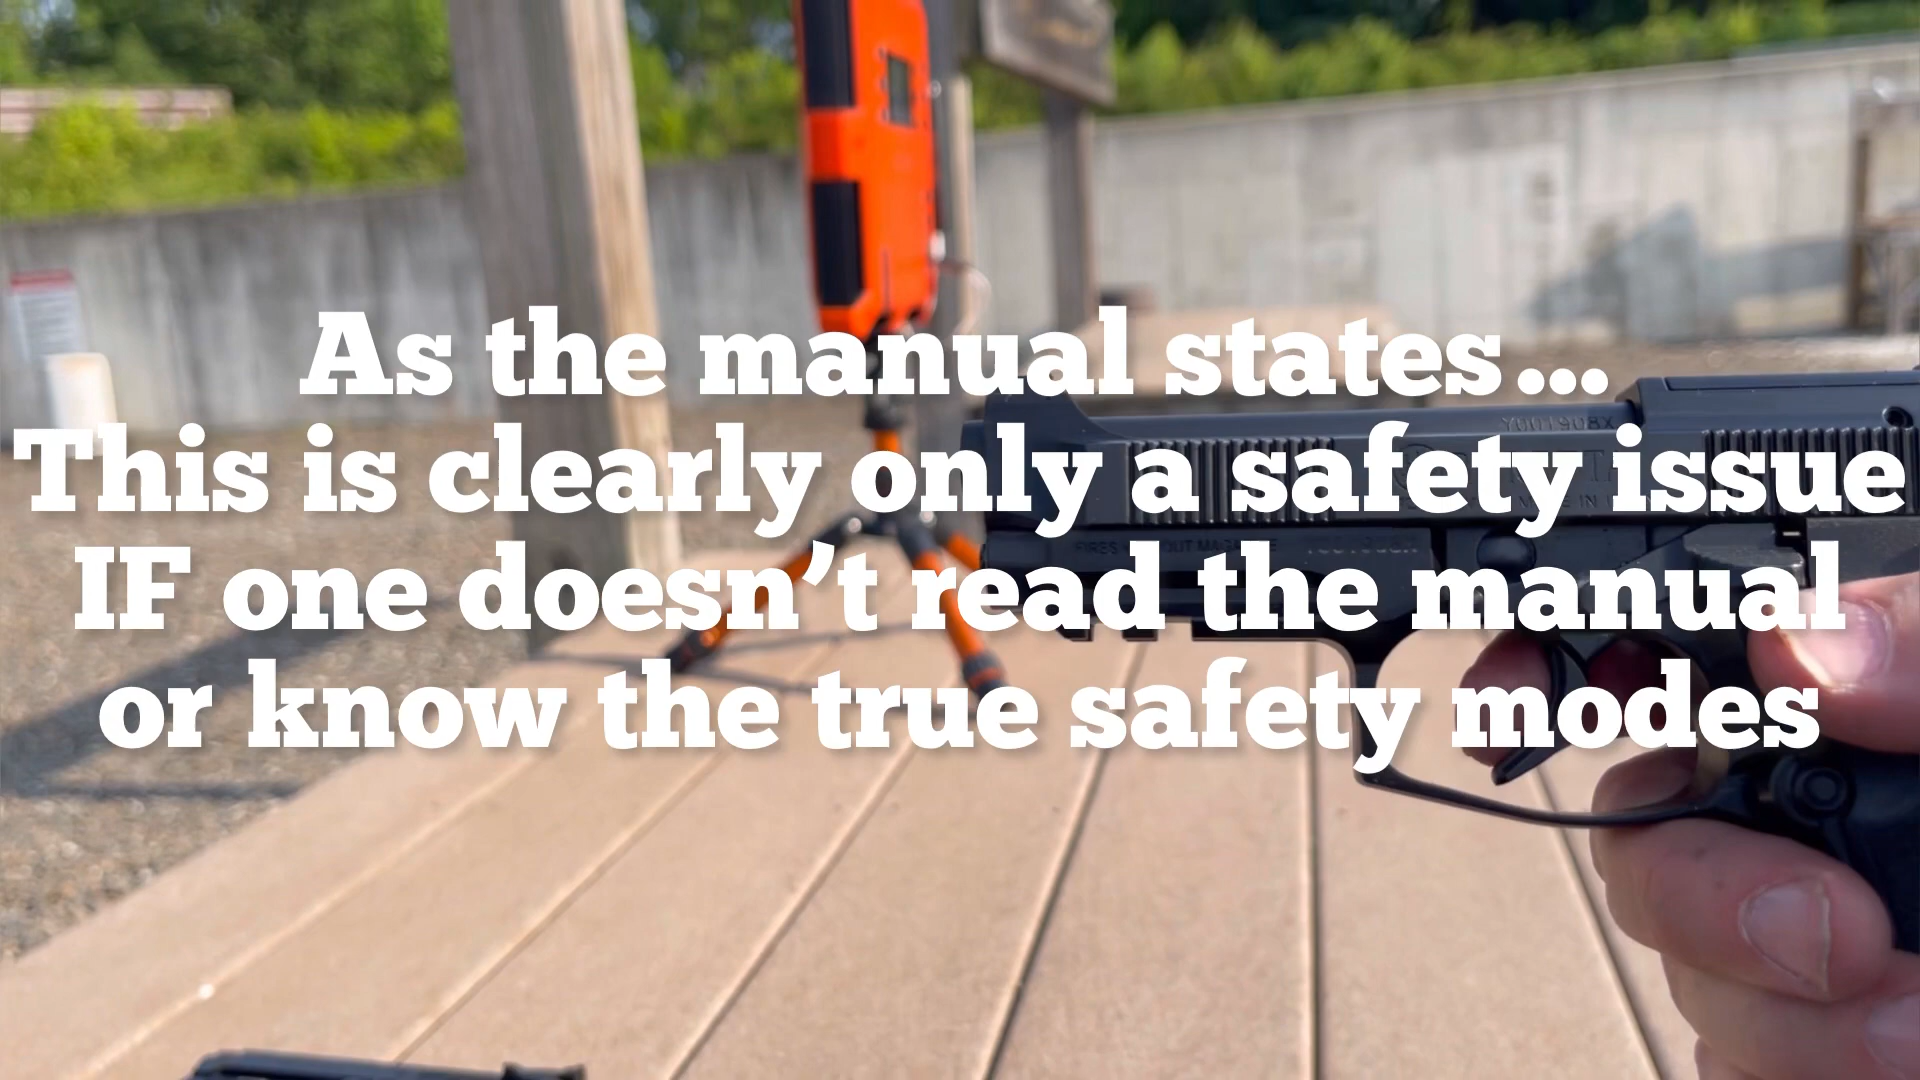 As the manual states...
This is clearly only a safety issue
IF one doesn’t read the manual
or know the true safety modes
Y001908X